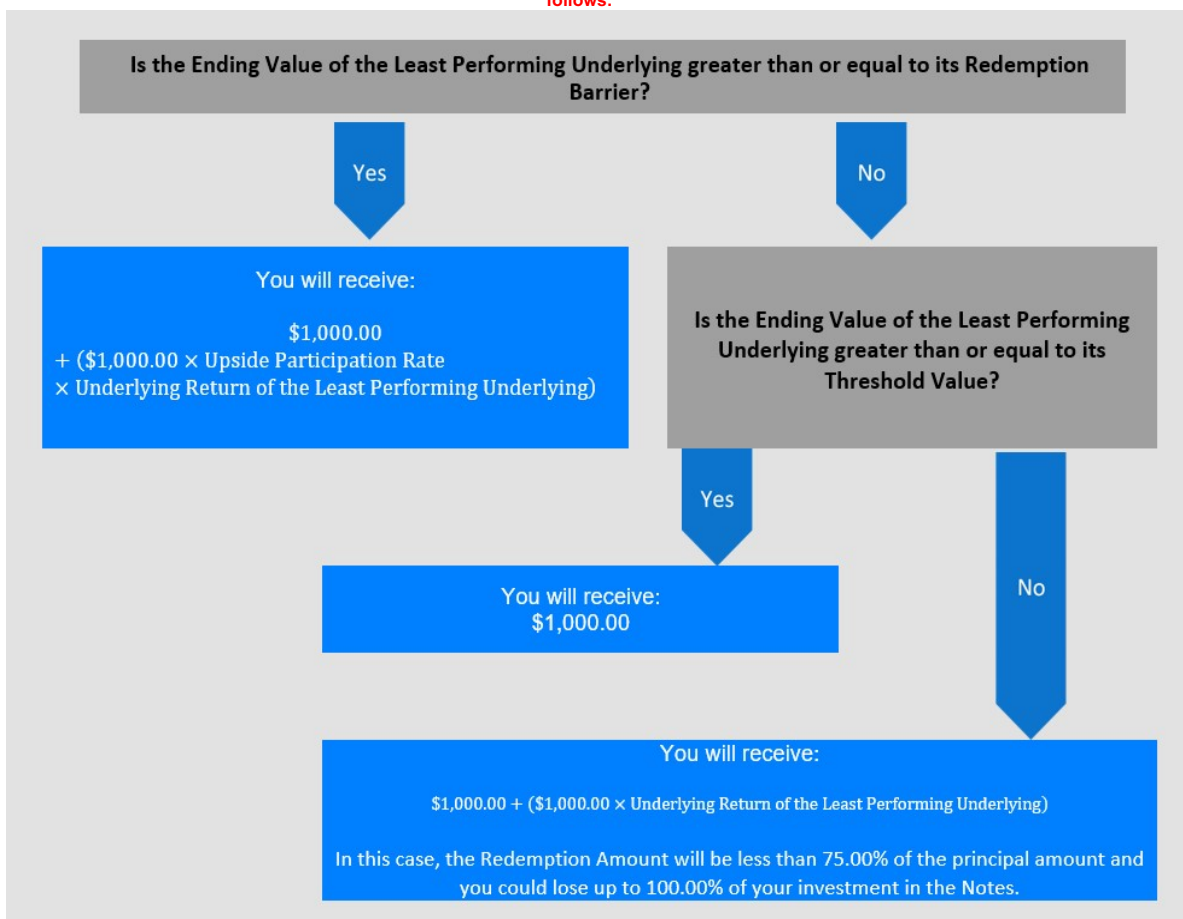 follows:
Is the Ending Value of the Least Performing Underlying greater than or equal to its Redemption
Barrier?
Yes
No
You will receive:
$1,000.00
+ ($1,000.00 × Upside Participation Rate
× Underlying Return of the Least Performing Underlying)
Is the Ending Value of the Least Performing
Underlying greater than or equal to its
Threshold Value?
Yes
No
You will receive:
$1,000.00
You will receive:
$1,000.00 + ($1,000.00 × Underlying Return of the Least Performing Underlying)
In this case, the Redemption Amount will be less than 75.00% of the principal amount and
you could lose up to 100.00% of your investment in the Notes.